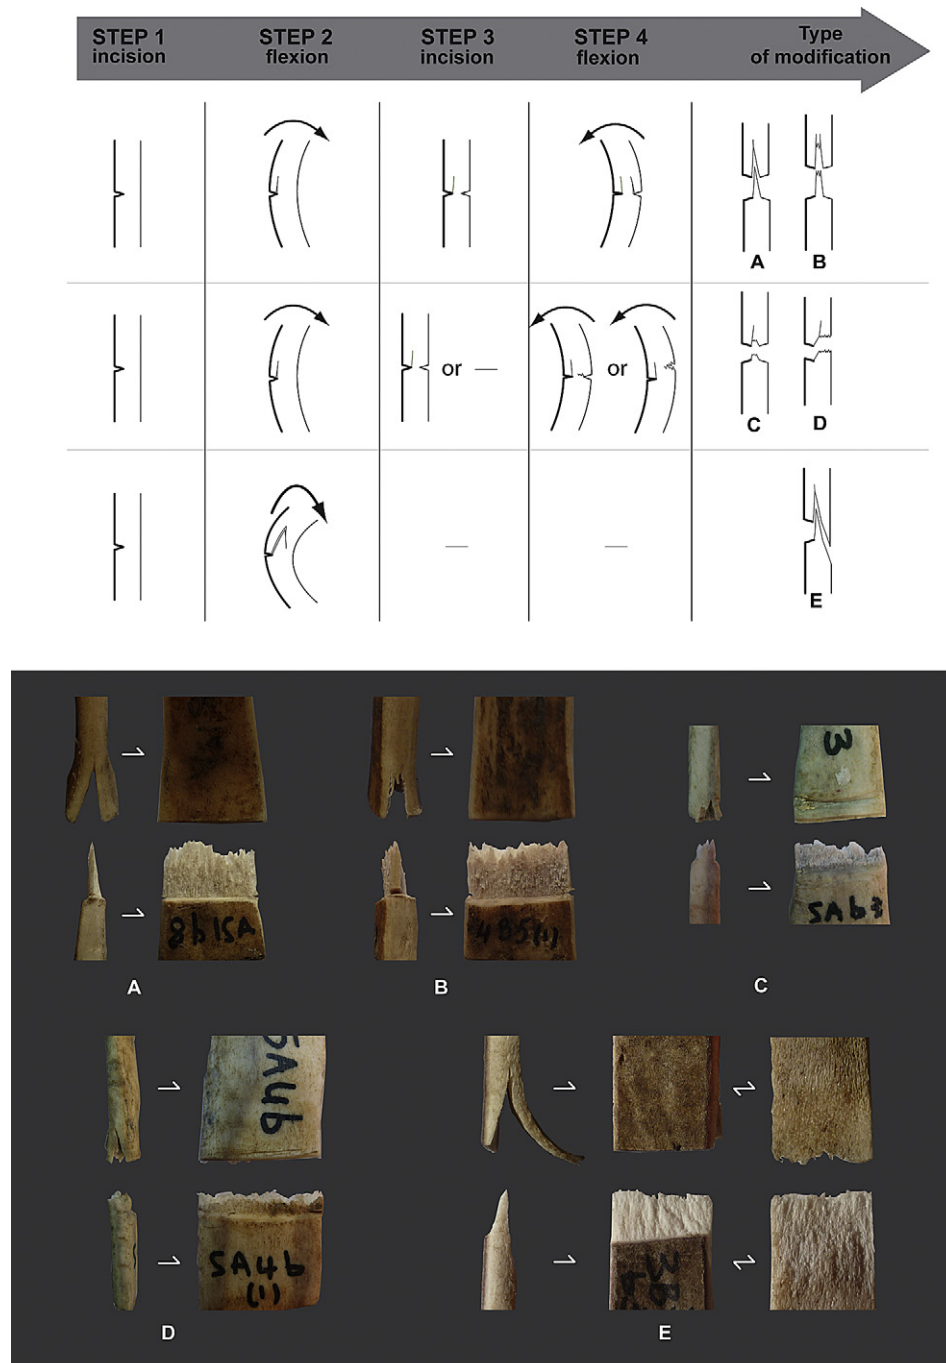 STEP 1
incision
STEP 2
flexion
STEP 3
incision
STEP 4
flexion
Type
of modification
A
B
or —
or
C
D
—
—
E
3
8b15A
485(1)
5Ab3
A
B
C
5A4b
5A4b
(1)
3B
D
E